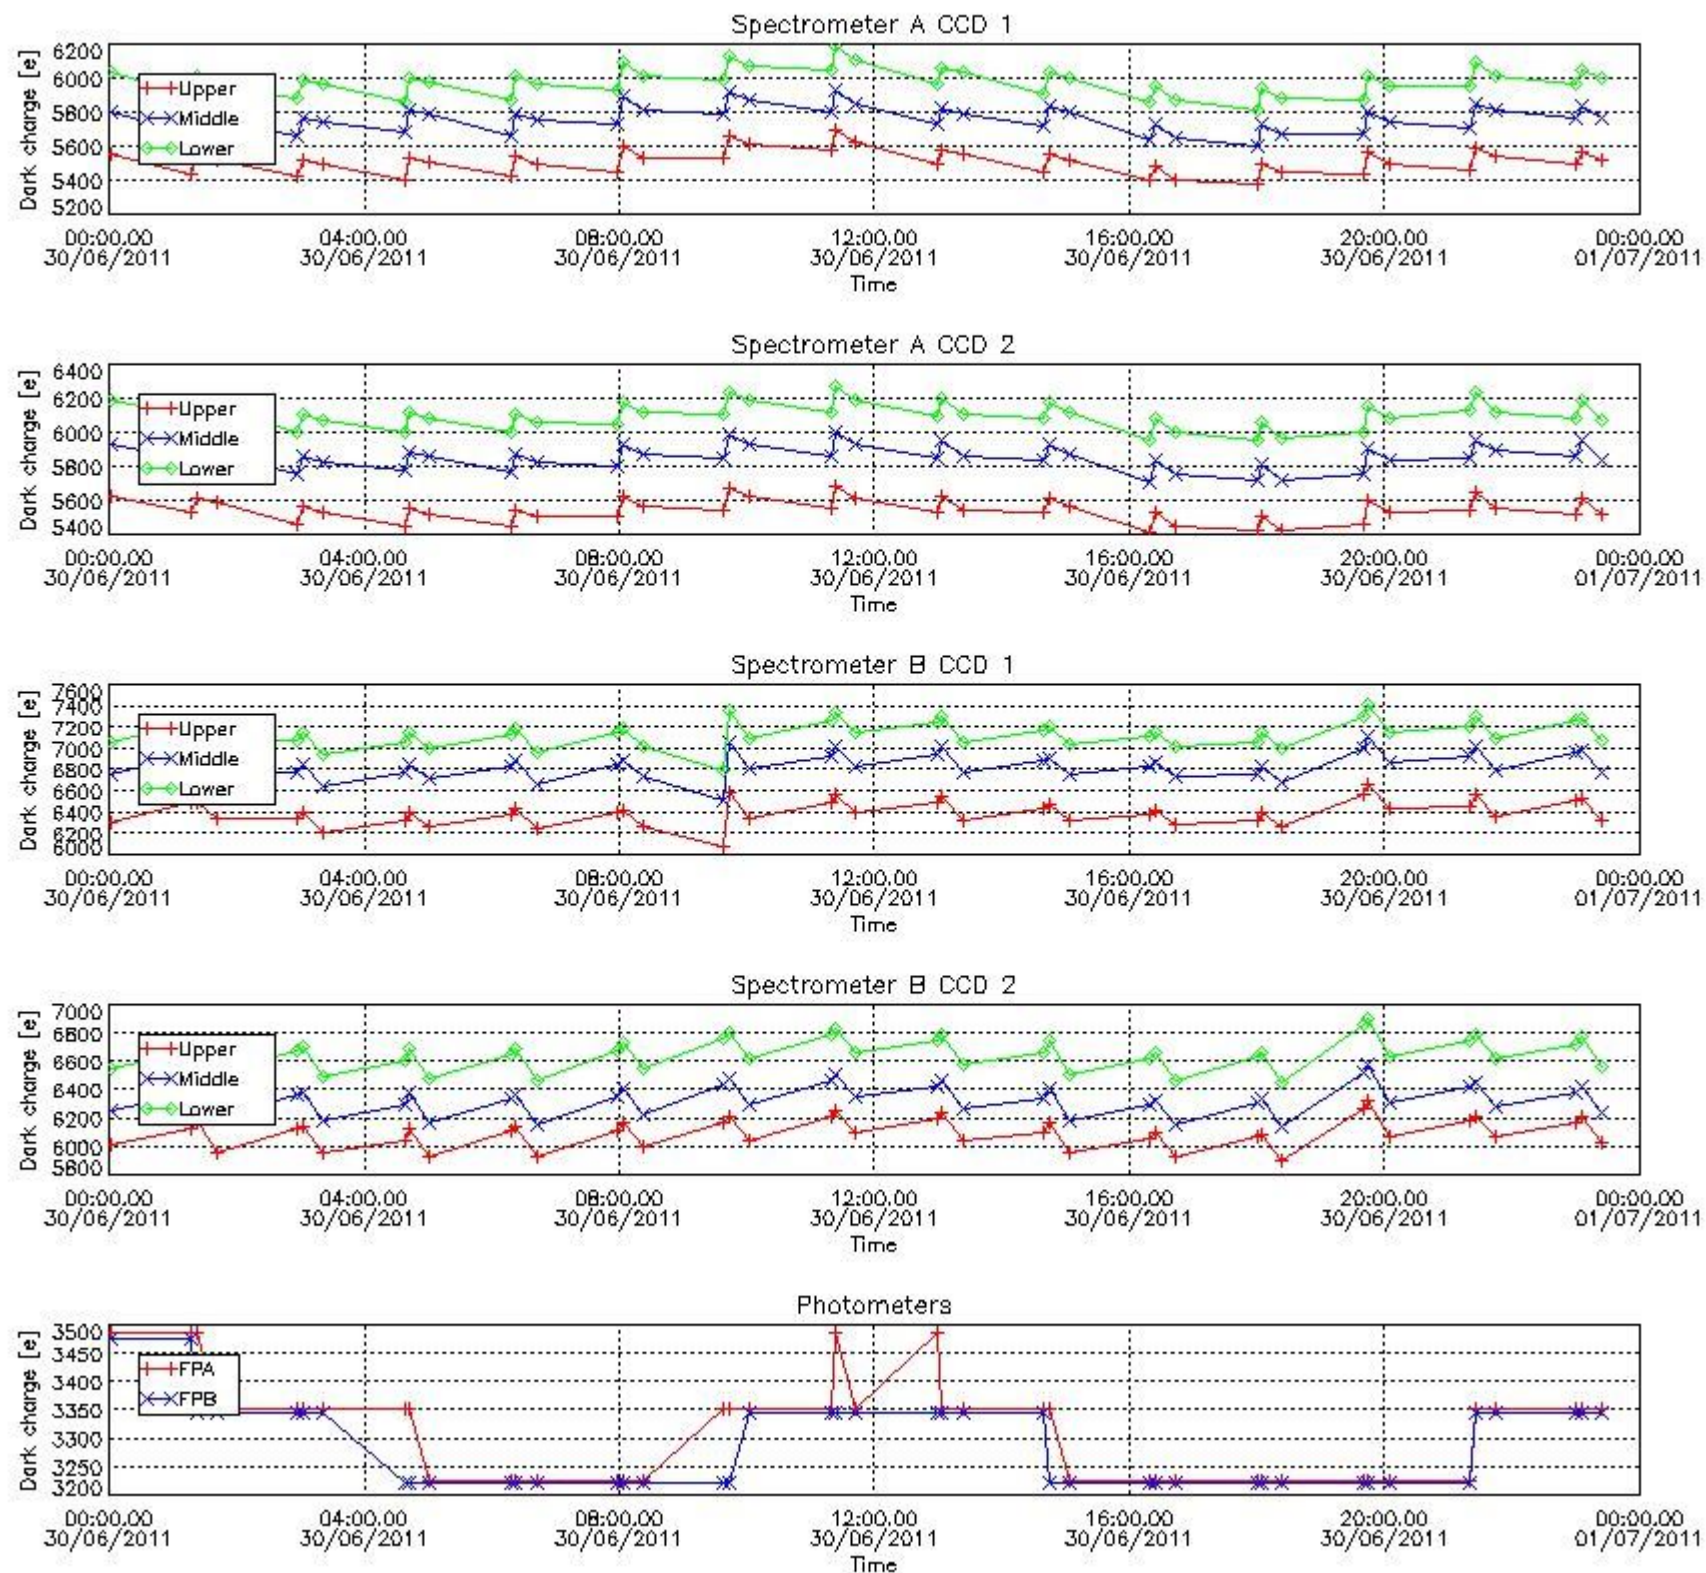 Spectrometer A CCD 1
Dark charge [e]
6200
6000
5800
5600
5400
5200
Upper
Middle
Lower
00:00.00 04:00.00 08:00.00 12:00.00 16:00.00 20:00.00 00:00.00
30/06/2011 30/06/2011 30/06/2011 30/06/2011 30/06/2011 30/06/2011 01/07/2011
Time
Spectrometer A CCD 2
Dark charge [e]
6400
6200
6000
5800
5600
5400
Upper
Middle
Lower
00:00.00 04:00.00 08:00.00 12:00.00 16:00.00 20:00.00 00:00.00
30/06/2011 30/06/2011 30/06/2011 30/06/2011 30/06/2011 30/06/2011 01/07/2011
Time
Spectrometer B CCD 1
Dark charge [e]
7600
7400
7200
7000
6800
6600
6400
6200
6000
Upper
Middle
Lower
00:00.00 04:00.00 08:00.00 12:00.00 16:00.00 20:00.00 00:00.00
30/06/2011 30/06/2011 30/06/2011 30/06/2011 30/06/2011 30/06/2011 01/07/2011
Time
Spectrometer B CCD 2
Dark charge [e]
7000
6800
6600
6400
6200
6000
5800
Upper
Middle
Lower
00:00.00 04:00.00 08:00.00 12:00.00 16:00.00 20:00.00 00:00.00
30/06/2011 30/06/2011 30/06/2011 30/06/2011 30/06/2011 30/06/2011 01/07/2011
Time
Photometers
Dark charge [e]
3500
3450
3400
3350
3300
3250
3200
FPA
FPB
00:00.00 04:00.00 08:00.00 12:00.00 16:00.00 20:00.00 00:00.00
30/06/2011 30/06/2011 30/06/2011 30/06/2011 30/06/2011 30/06/2011 01/07/2011
Time